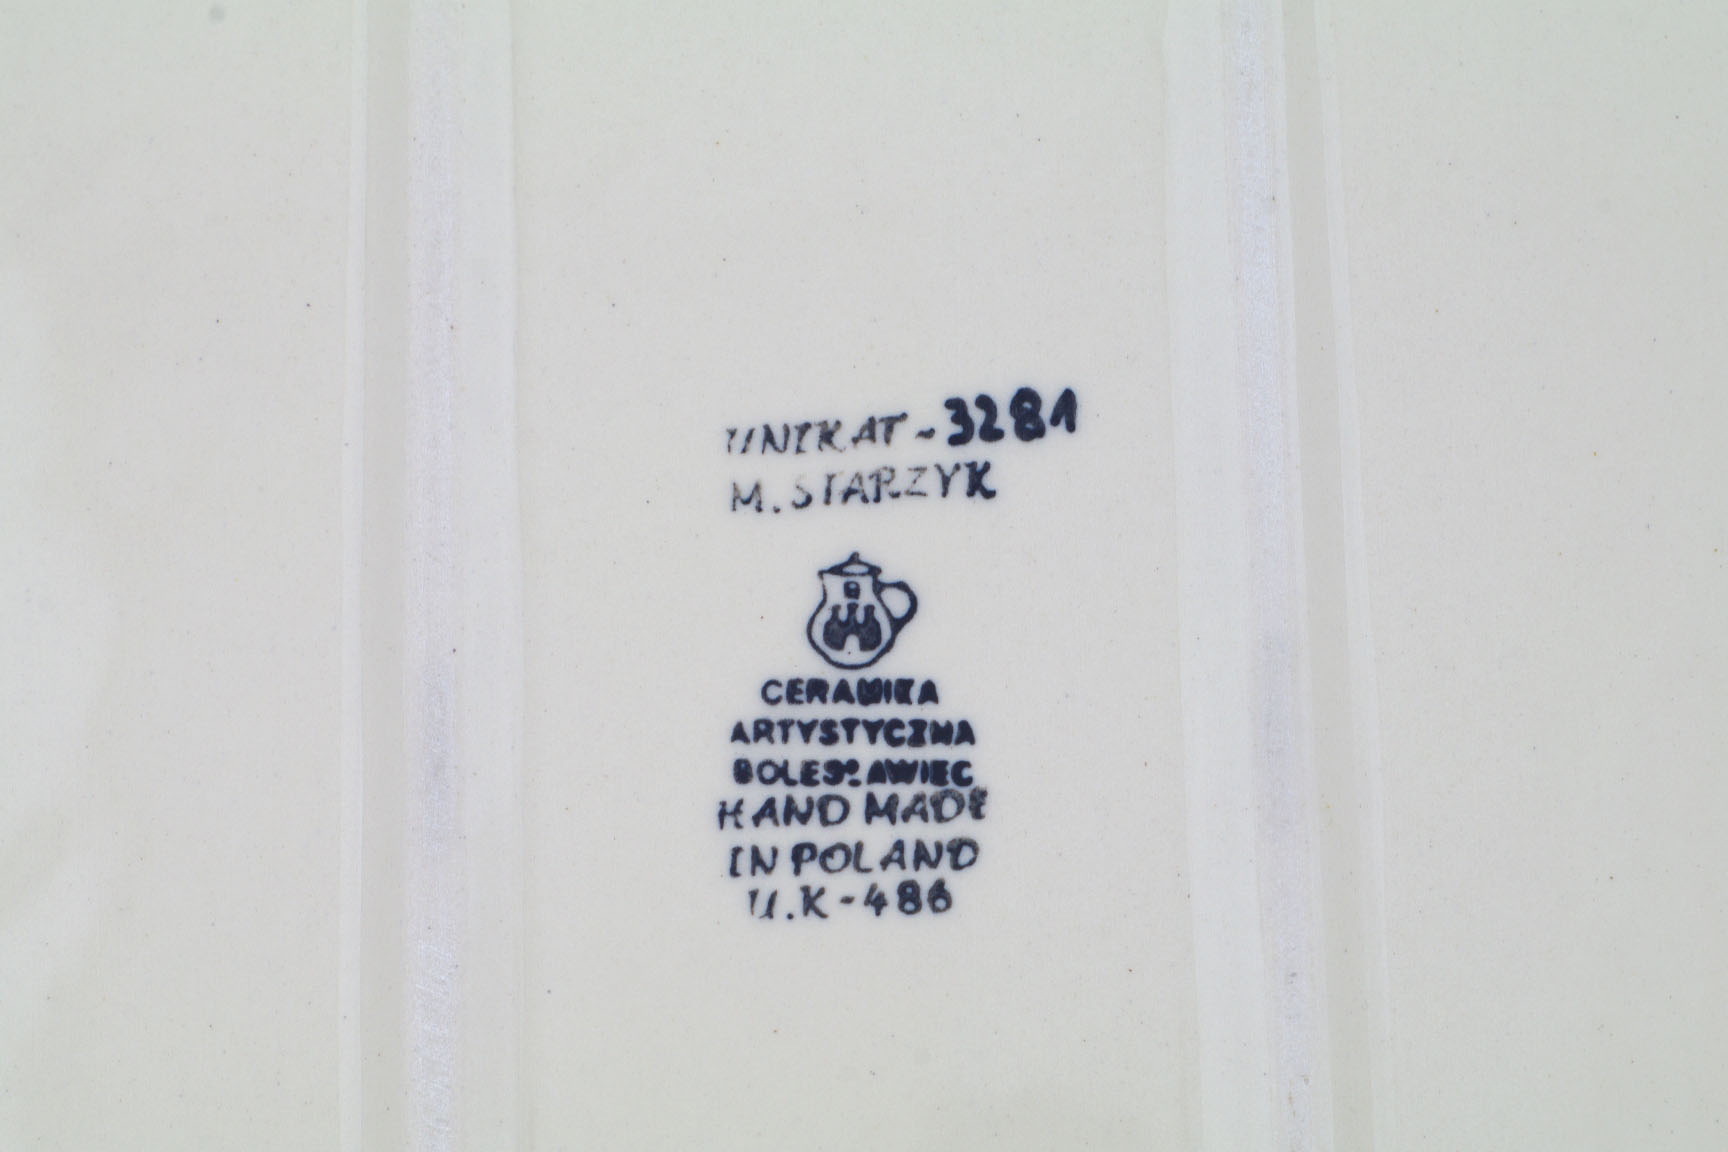 UNIKAT - 3281
M. STARZYK
CERAMIKA
ARTYSTYCZNA
BOLESŁAWIEC
HAND MADE
IN POLAND
U.K - 486